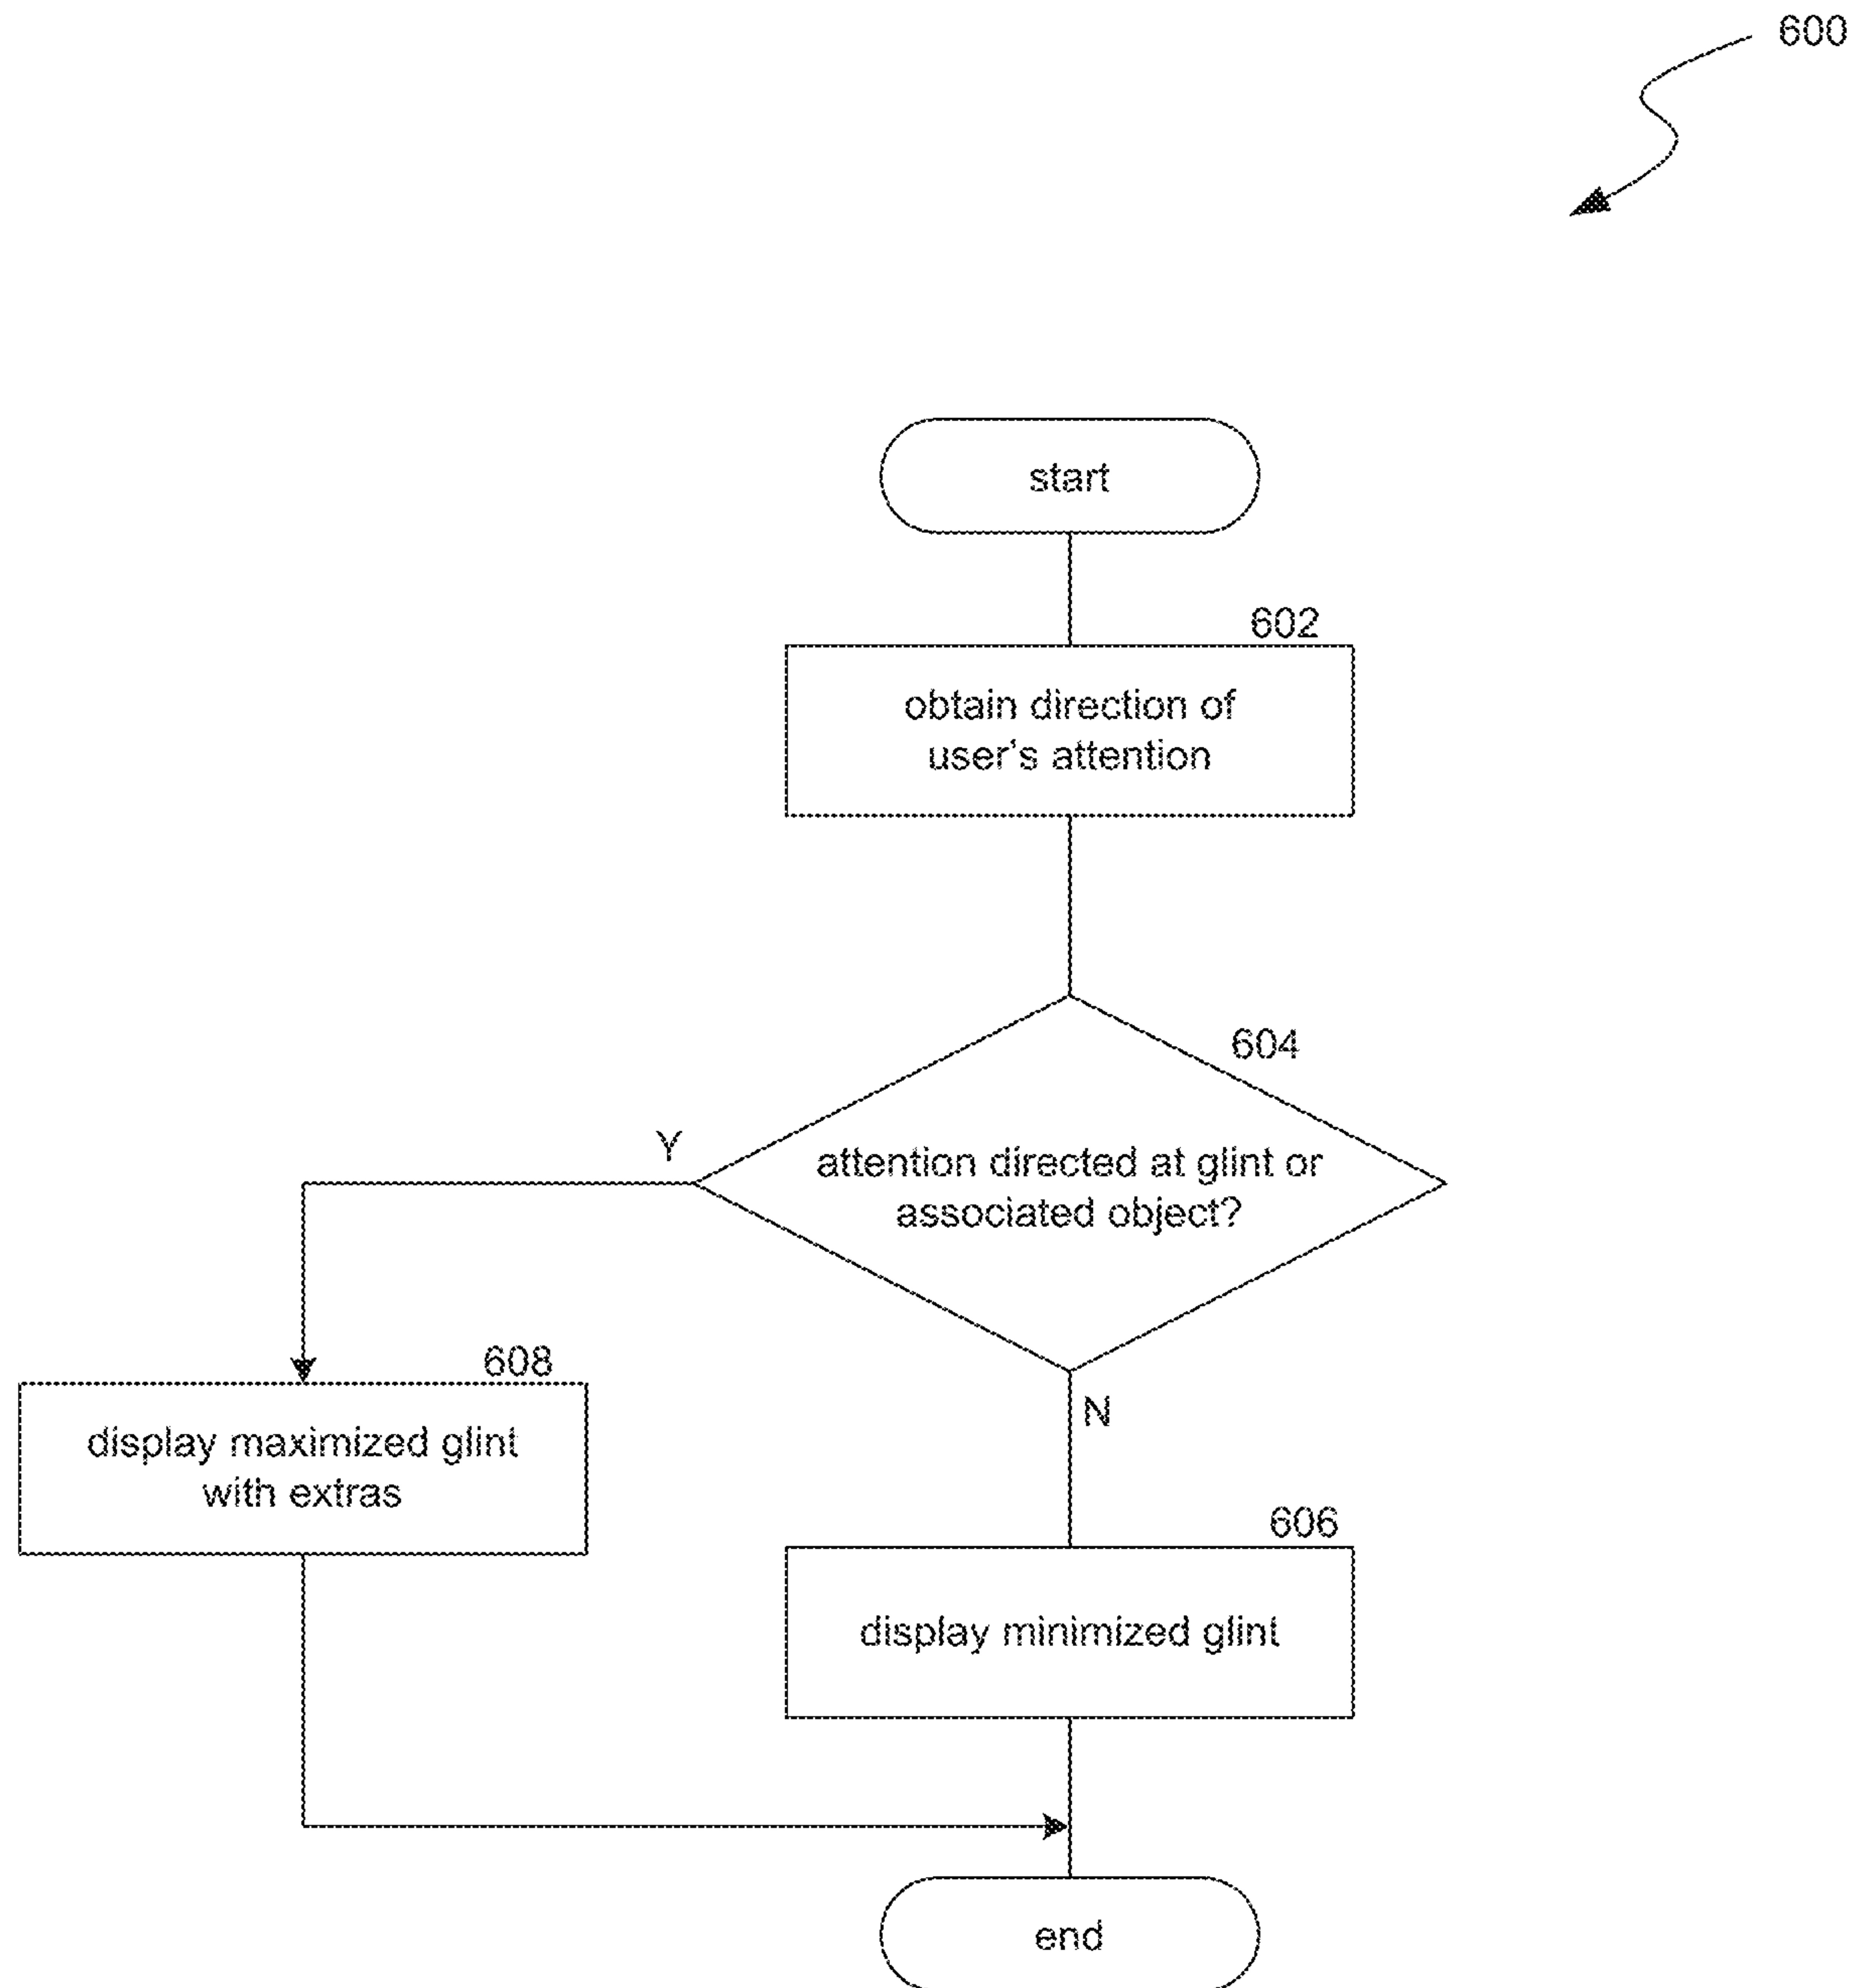 600
start
602
obtain direction of
user's attention
604
Y
attention directed at glint or
associated object?
608
N
display maximized glint
with extras
606
display minimized glint
end